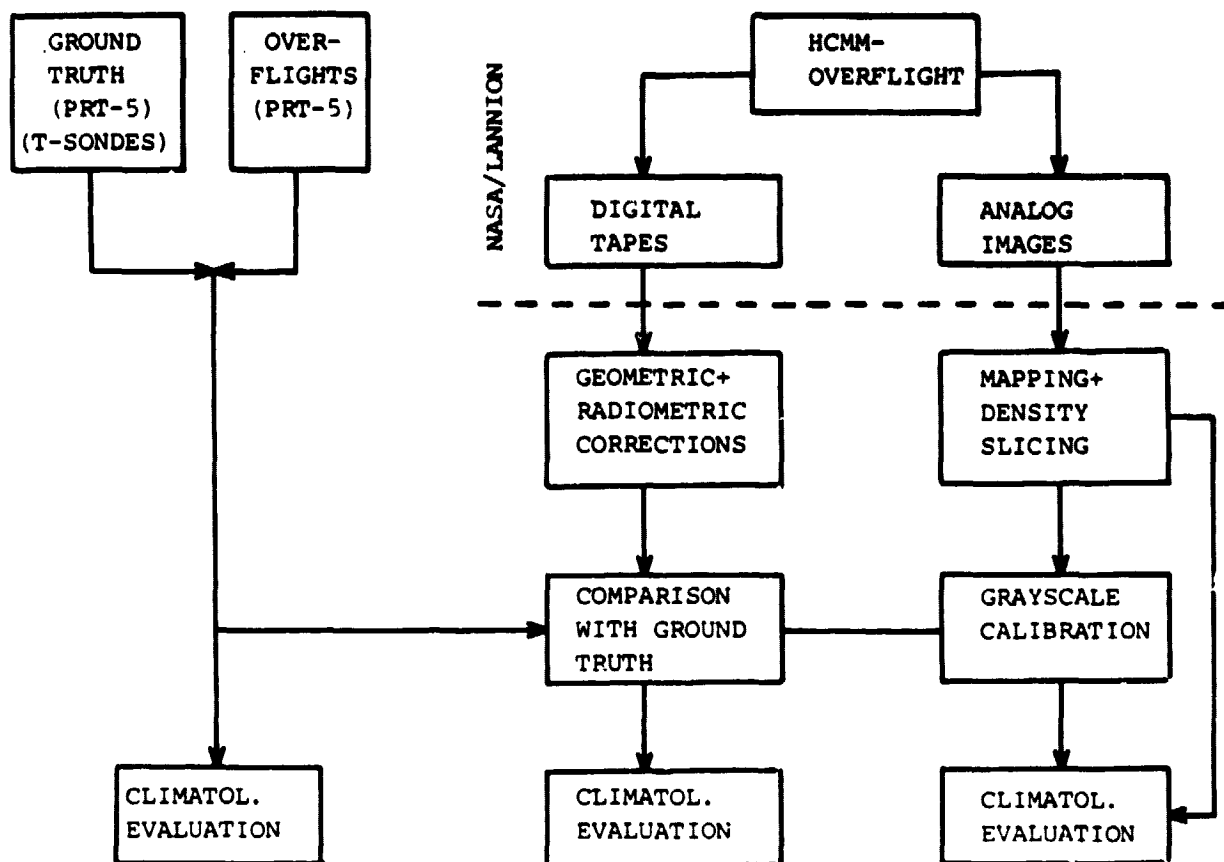 GROUND
TRUTH
(PRT-5)
(T-SONDES)
OVER-
FLIGHTS
(PRT-5)
NASA/LANNION
HCMM-
OVERFLIGHT
DIGITAL
TAPES
ANALOG
IMAGES
GEOMETRIC+
RADIOMETRIC
CORRECTIONS
MAPPING+
DENSITY
SLICING
COMPARISON
WITH GROUND
TRUTH
GRAYSCALE
CALIBRATION
CLIMATOL.
EVALUATION
CLIMATOL.
EVALUATION
CLIMATOL.
EVALUATION